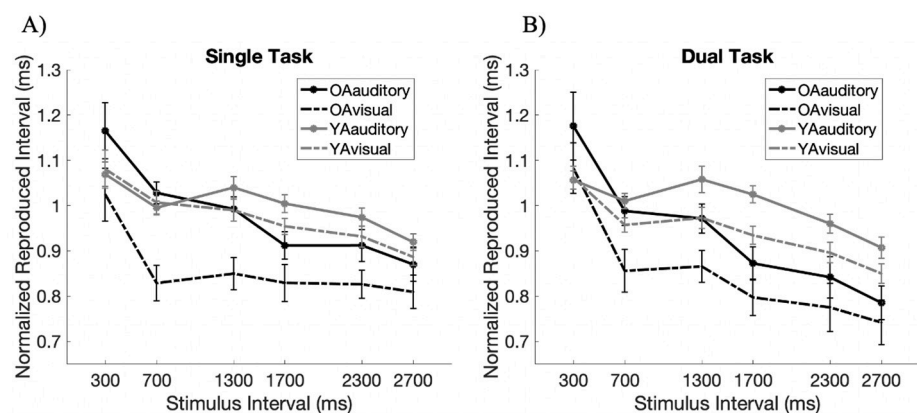 A)
Single Task
Normalized Reproduced Interval (ms)
1.3
1.2
1.1
1
0.9
0.8
0.7
OAauditory
OAvisual
YAauditory
YAvisual
300 700 1300 1700 2300 2700
Stimulus Interval (ms)
B)
Dual Task
Normalized Reproduced Interval (ms)
1.3
1.2
1.1
1
0.9
0.8
0.7
OAauditory
OAvisual
YAauditory
YAvisual
300 700 1300 1700 2300 2700
Stimulus Interval (ms)